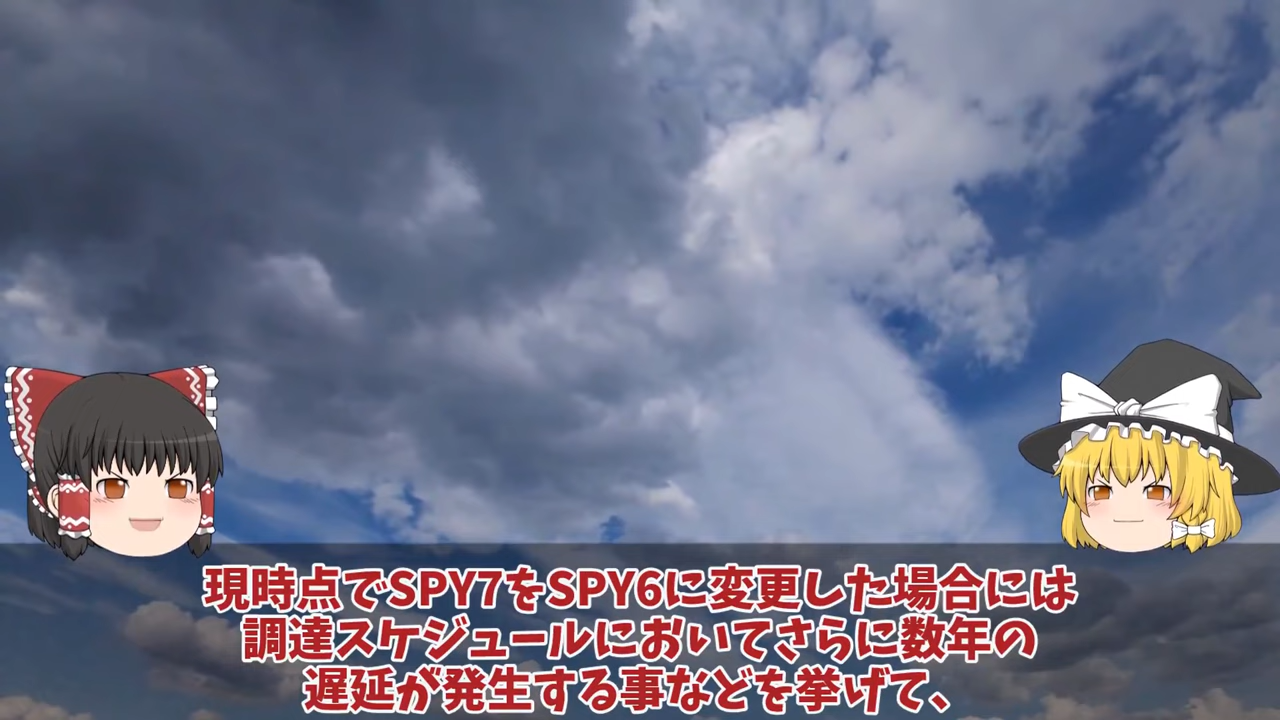 現時点でSPY7をSPY6に変更した場合には
調達スケジュールにおいてさらに数年の
遅延が発生する事などを挙げて、